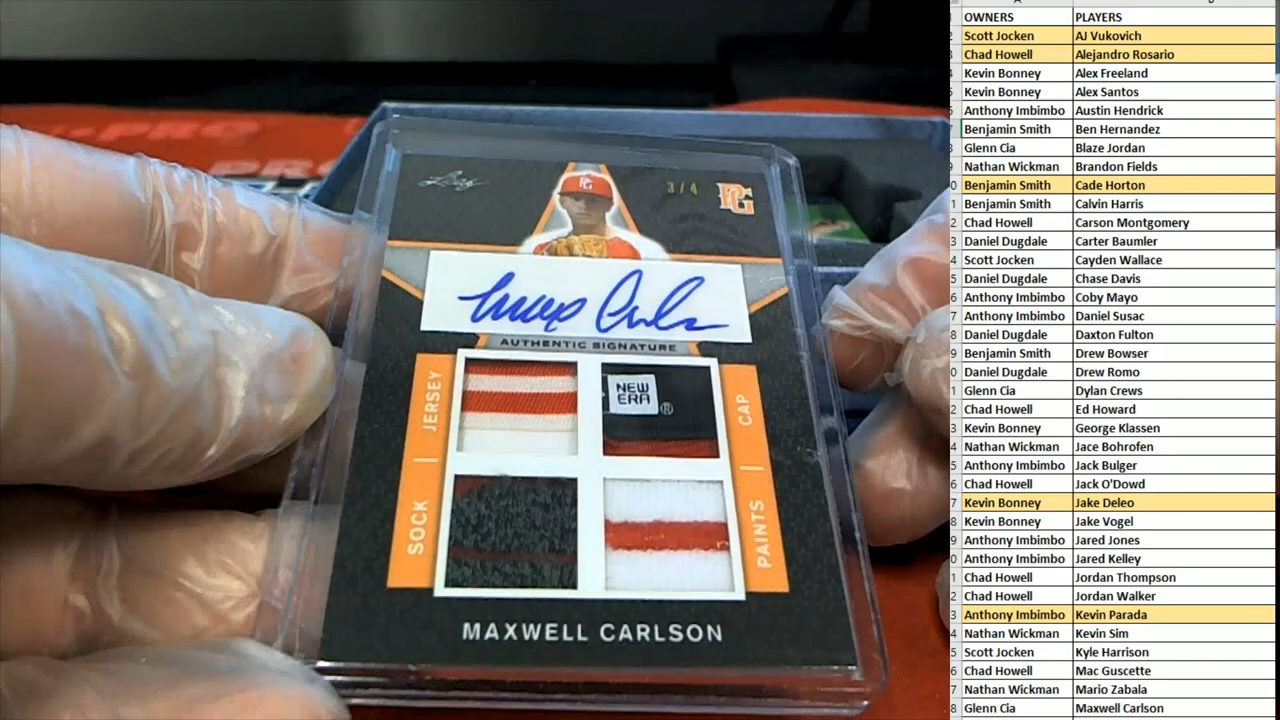 -PRO
PRO
Leaf
PG
3/4
PG
Max Carlson
AUTHENTIC SIGNATURE
SOCK | JERSEY
NEW
ERA
®
PAINTS | CAP
MAXWELL CARLSON
OWNERS PLAYERS
Scott Jocken AJ Vukovich
Chad Howell Alejandro Rosario
Kevin Bonney Alex Freeland
Kevin Bonney Alex Santos
Anthony Imbimbo Austin Hendrick
Benjamin Smith Ben Hernandez
Glenn Cia Blaze Jordan
Nathan Wickman Brandon Fields
Benjamin Smith Cade Horton
Benjamin Smith Calvin Harris
Chad Howell Carson Montgomery
Daniel Dugdale Carter Baumler
Scott Jocken Cayden Wallace
Daniel Dugdale Chase Davis
Anthony Imbimbo Coby Mayo
Anthony Imbimbo Daniel Susac
Daniel Dugdale Daxton Fulton
Benjamin Smith Drew Bowser
Daniel Dugdale Drew Romo
Glenn Cia Dylan Crews
Chad Howell Ed Howard
Kevin Bonney George Klassen
Nathan Wickman Jace Bohrofen
Anthony Imbimbo Jack Bulger
Chad Howell Jack O'Dowd
Kevin Bonney Jake Deleo
Kevin Bonney Jake Vogel
Anthony Imbimbo Jared Jones
Anthony Imbimbo Jared Kelley
Chad Howell Jordan Thompson
Chad Howell Jordan Walker
Anthony Imbimbo Kevin Parada
Nathan Wickman Kevin Sim
Scott Jocken Kyle Harrison
Chad Howell Mac Guscette
Nathan Wickman Mario Zabala
Glenn Cia Maxwell Carlson